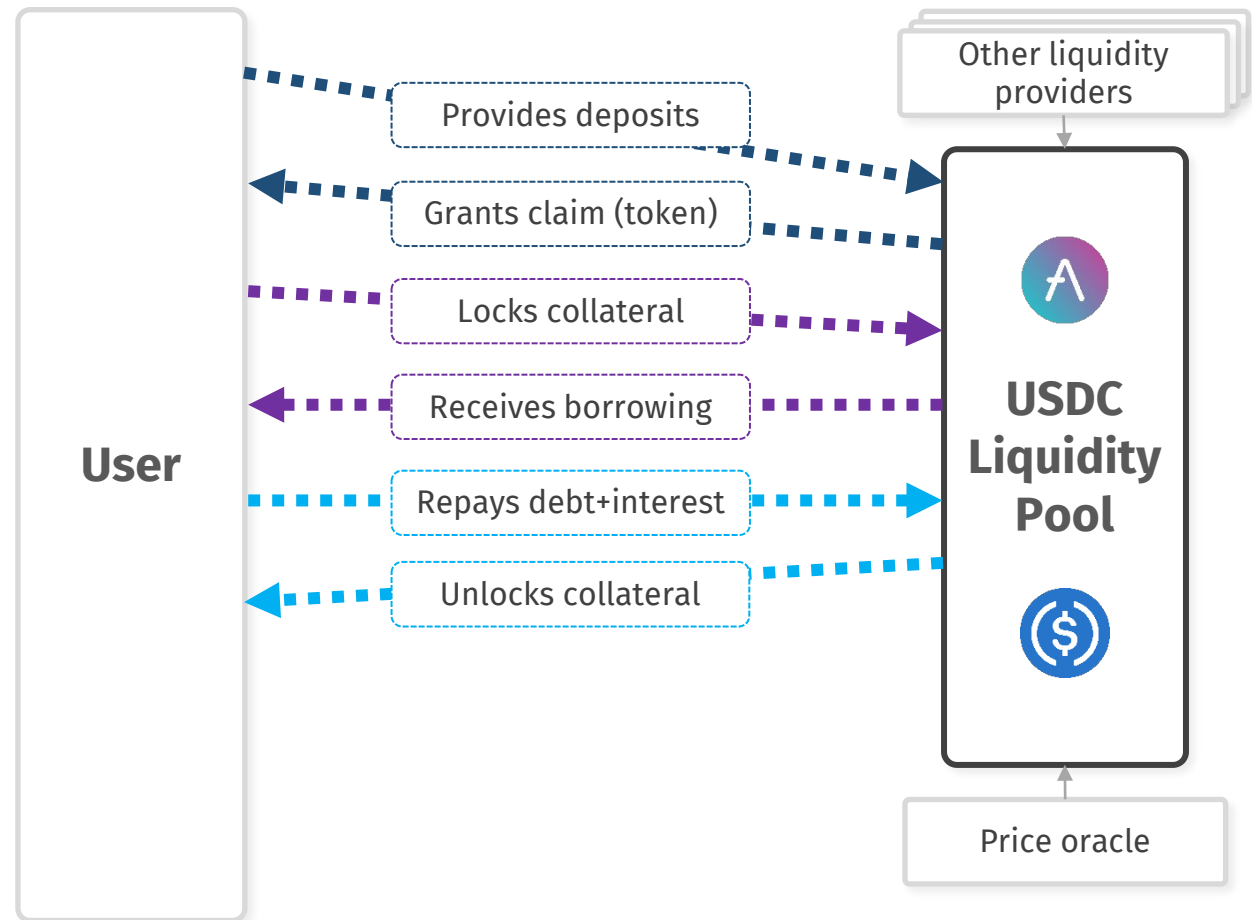 Other liquidity
providers
Provides deposits
Grants claim (token)
Locks collateral
Receives borrowing
Repays debt+interest
Unlocks collateral
User
USDC
Liquidity
Pool
$
Price oracle